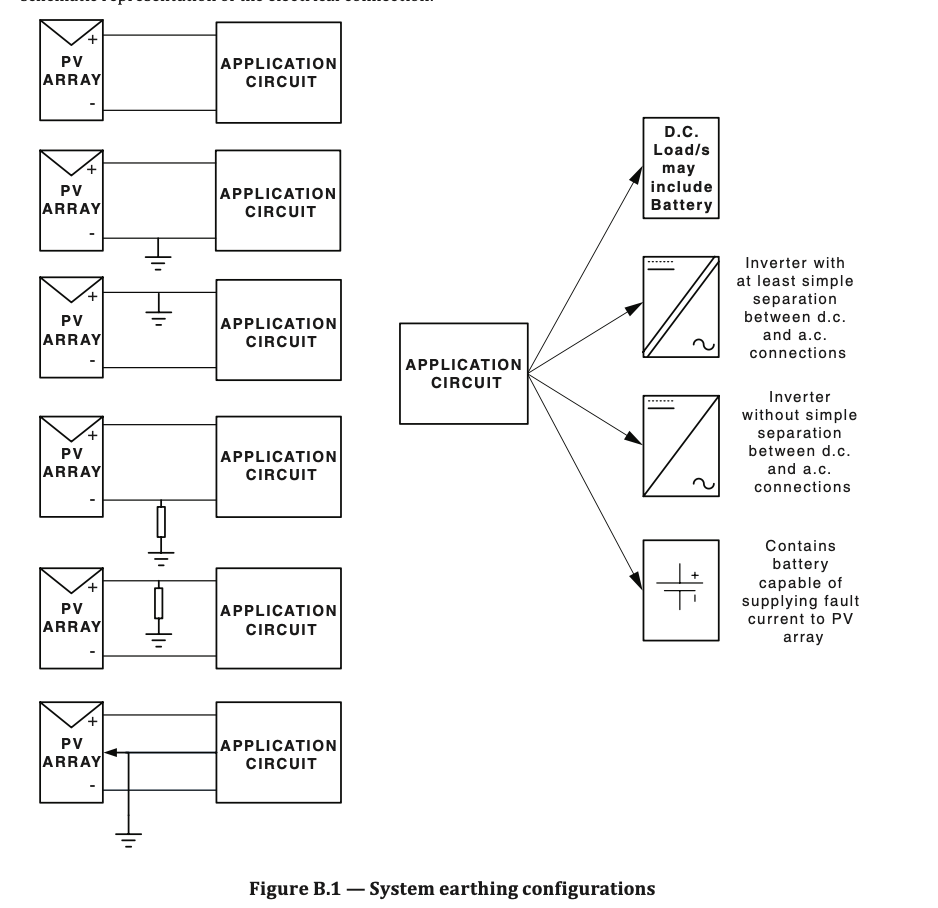 schematic representation of the electrical connection.
+
PV
ARRAY
-
APPLICATION
CIRCUIT
+
PV
ARRAY
-
APPLICATION
CIRCUIT
+
PV
ARRAY
-
APPLICATION
CIRCUIT
+
PV
ARRAY
-
APPLICATION
CIRCUIT
+
PV
ARRAY
-
APPLICATION
CIRCUIT
+
PV
ARRAY
-
APPLICATION
CIRCUIT
APPLICATION
CIRCUIT
D.C.
Load/s
may
include
Battery
Inverter with
at least simple
separation
between d.c.
and a.c.
connections
Inverter
without simple
separation
between d.c.
and a.c.
connections
+
Contains
battery
capable of
supplying fault
current to PV
array
Figure B.1 — System earthing configurations